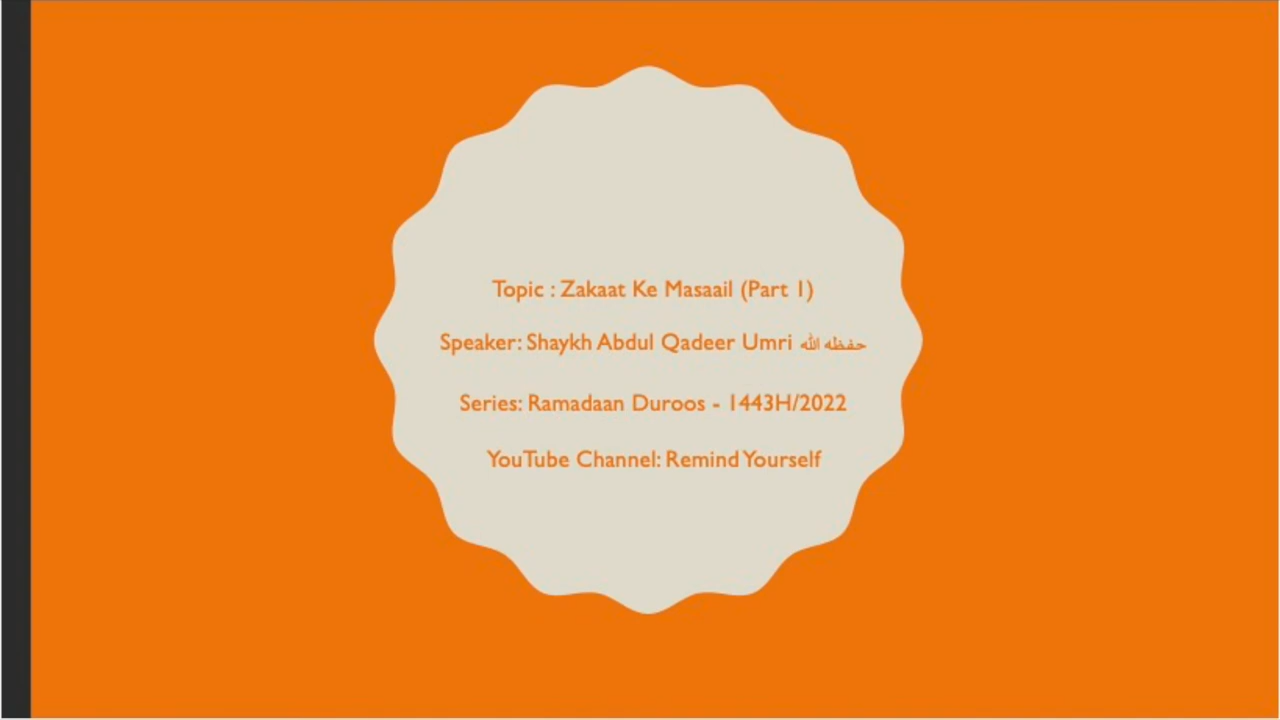 Topic : Zakaat Ke Masaail (Part 1)
Speaker: Shaykh Abdul Qadeer Umri حفظه الله
Series: Ramadaan Duroos - 1443H/2022
YouTube Channel: Remind Yourself